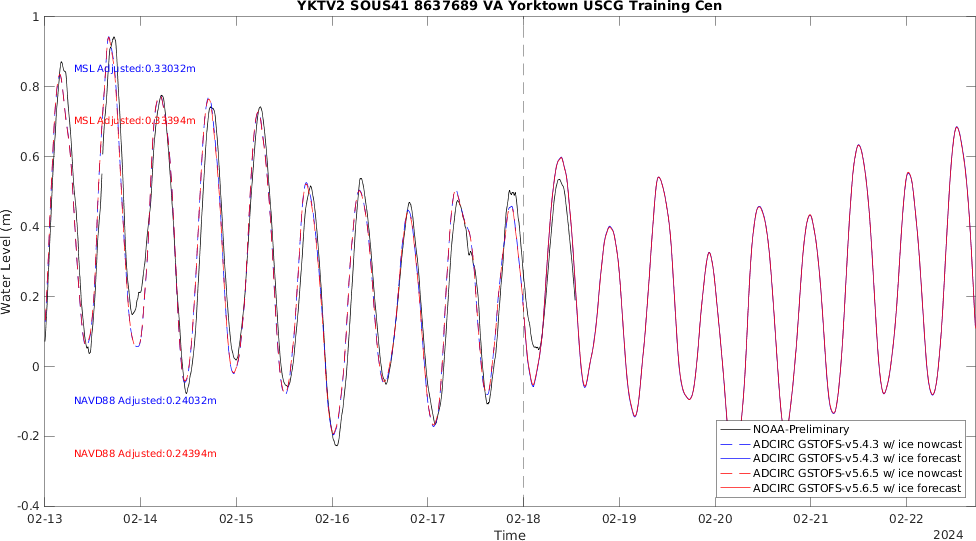 YKTV2 SOUS41 8637689 VA Yorktown USCG Training Cen
Water Level (m)
1
0.8
0.6
0.4
0.2
0
-0.2
-0.4
MSL Adjusted:0.33032m
MSL Adjusted:0.33394m
NAVD88 Adjusted:0.24032m
NAVD88 Adjusted:0.24394m
NOAA-Preliminary
ADCIRC GSTOFS-v5.4.3 w/ ice nowcast
ADCIRC GSTOFS-v5.4.3 w/ ice forecast
ADCIRC GSTOFS-v5.6.5 w/ ice nowcast
ADCIRC GSTOFS-v5.6.5 w/ ice forecast
02-13 02-14 02-15 02-16 02-17 02-18 02-19 02-20 02-21 02-22
Time
2024